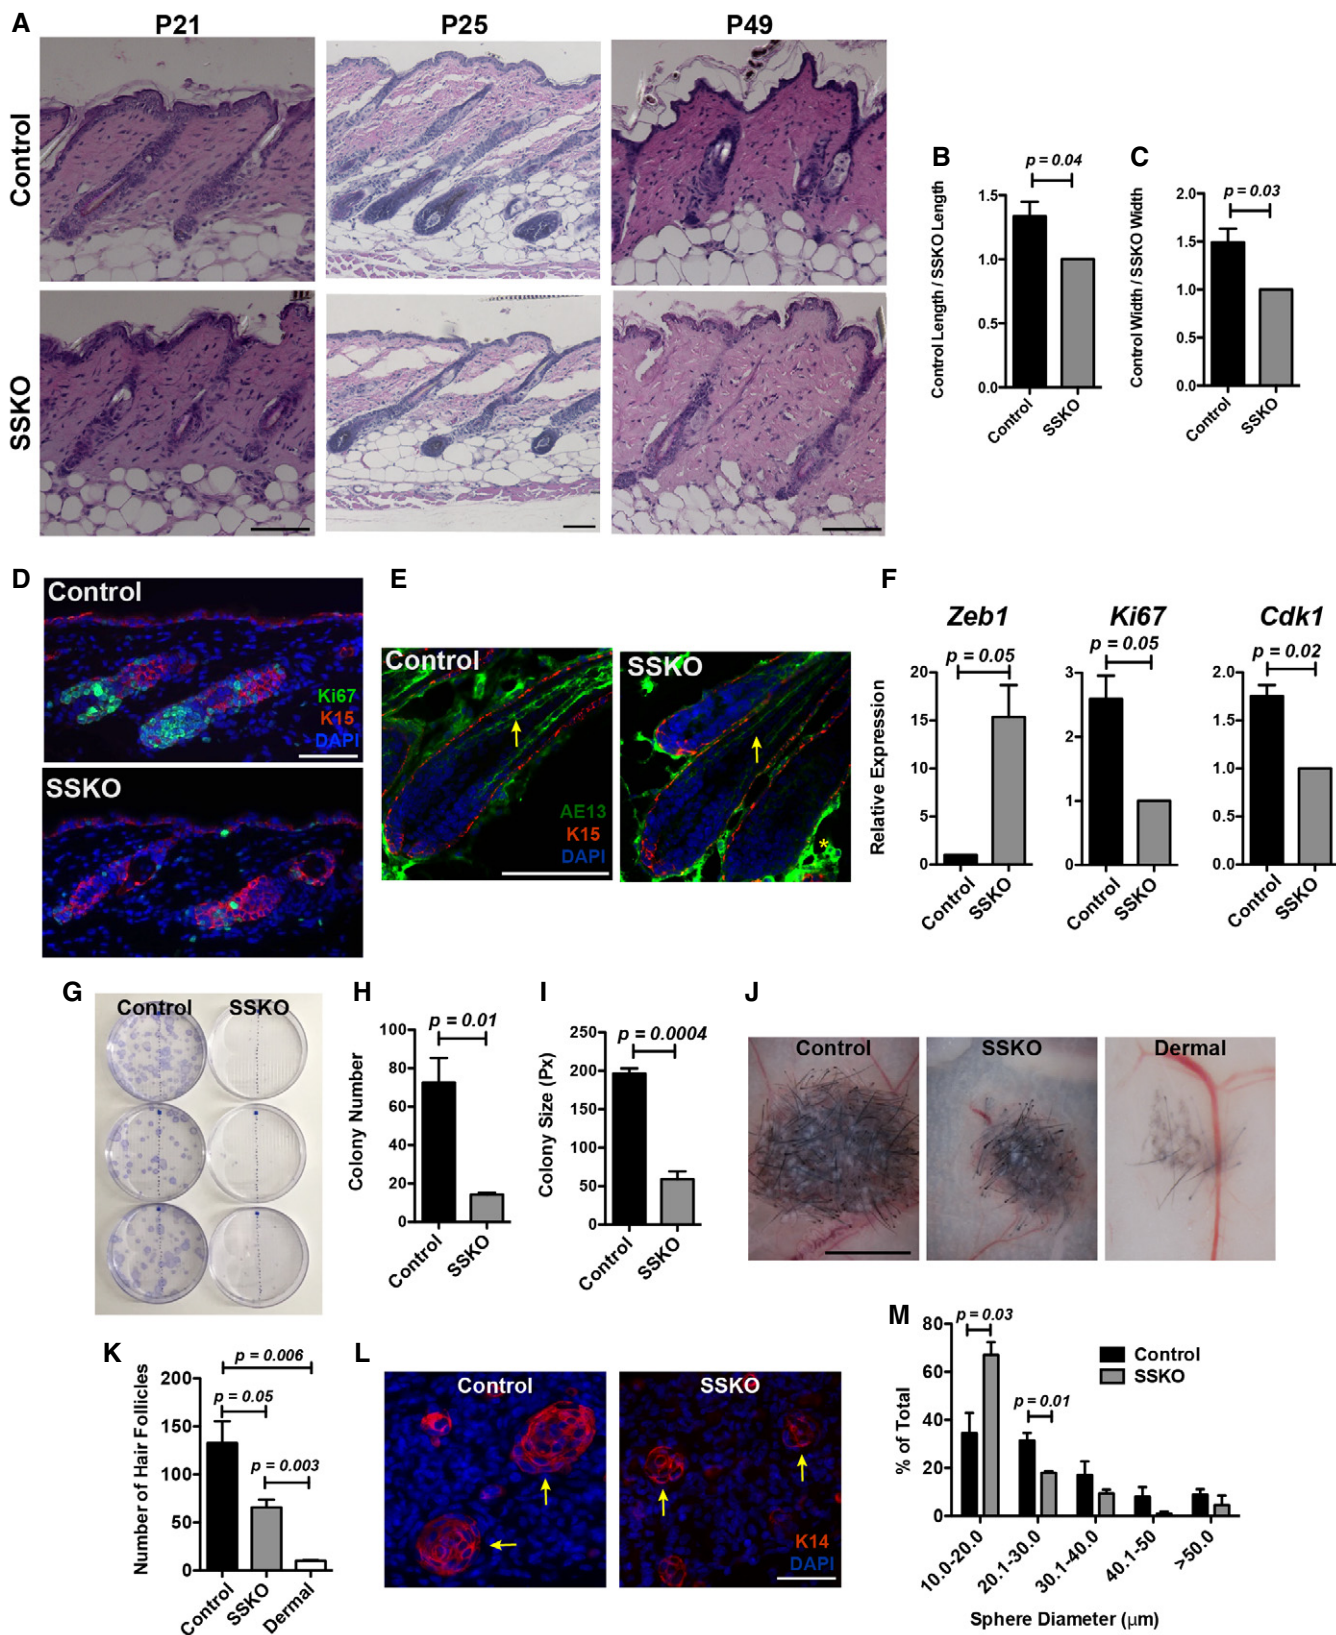 A
P21
P25
P49
Control
SSKO
B
p = 0.04
Control Length / SSKO Length
1.5
1.0
0.5
0.0
Control
SSKO
C
p = 0.03
Control Width / SSKO Width
2.0
1.5
1.0
0.5
0.0
Control
SSKO
D
Control
Ki67
K15
DAPI
SSKO
E
Control
AE13
K15
DAPI
SSKO
*
F
Relative Expression
Zeb1
p = 0.05
20
15
10
5
0
Control
SSKO
Ki67
p = 0.05
3
2
1
0
Control
SSKO
Cdk1
p = 0.02
2.0
1.5
1.0
0.5
0.0
Control
SSKO
G
Control
SSKO
H
p = 0.01
Colony Number
100
80
60
40
20
0
Control
SSKO
I
p = 0.0004
Colony Size (Px)
250
200
150
100
50
0
Control
SSKO
J
Control
SSKO
Dermal
K
p = 0.006
p = 0.05
p = 0.003
Number of Hair Follicles
200
150
100
50
0
Control
SSKO
Dermal
L
Control
SSKO
K14
DAPI
M
p = 0.03
p = 0.01
Control
SSKO
% of Total
80
60
40
20
0
10.0-20.0
20.1-30.0
30.1-40.0
40.1-50
>50.0
Sphere Diameter (μm)